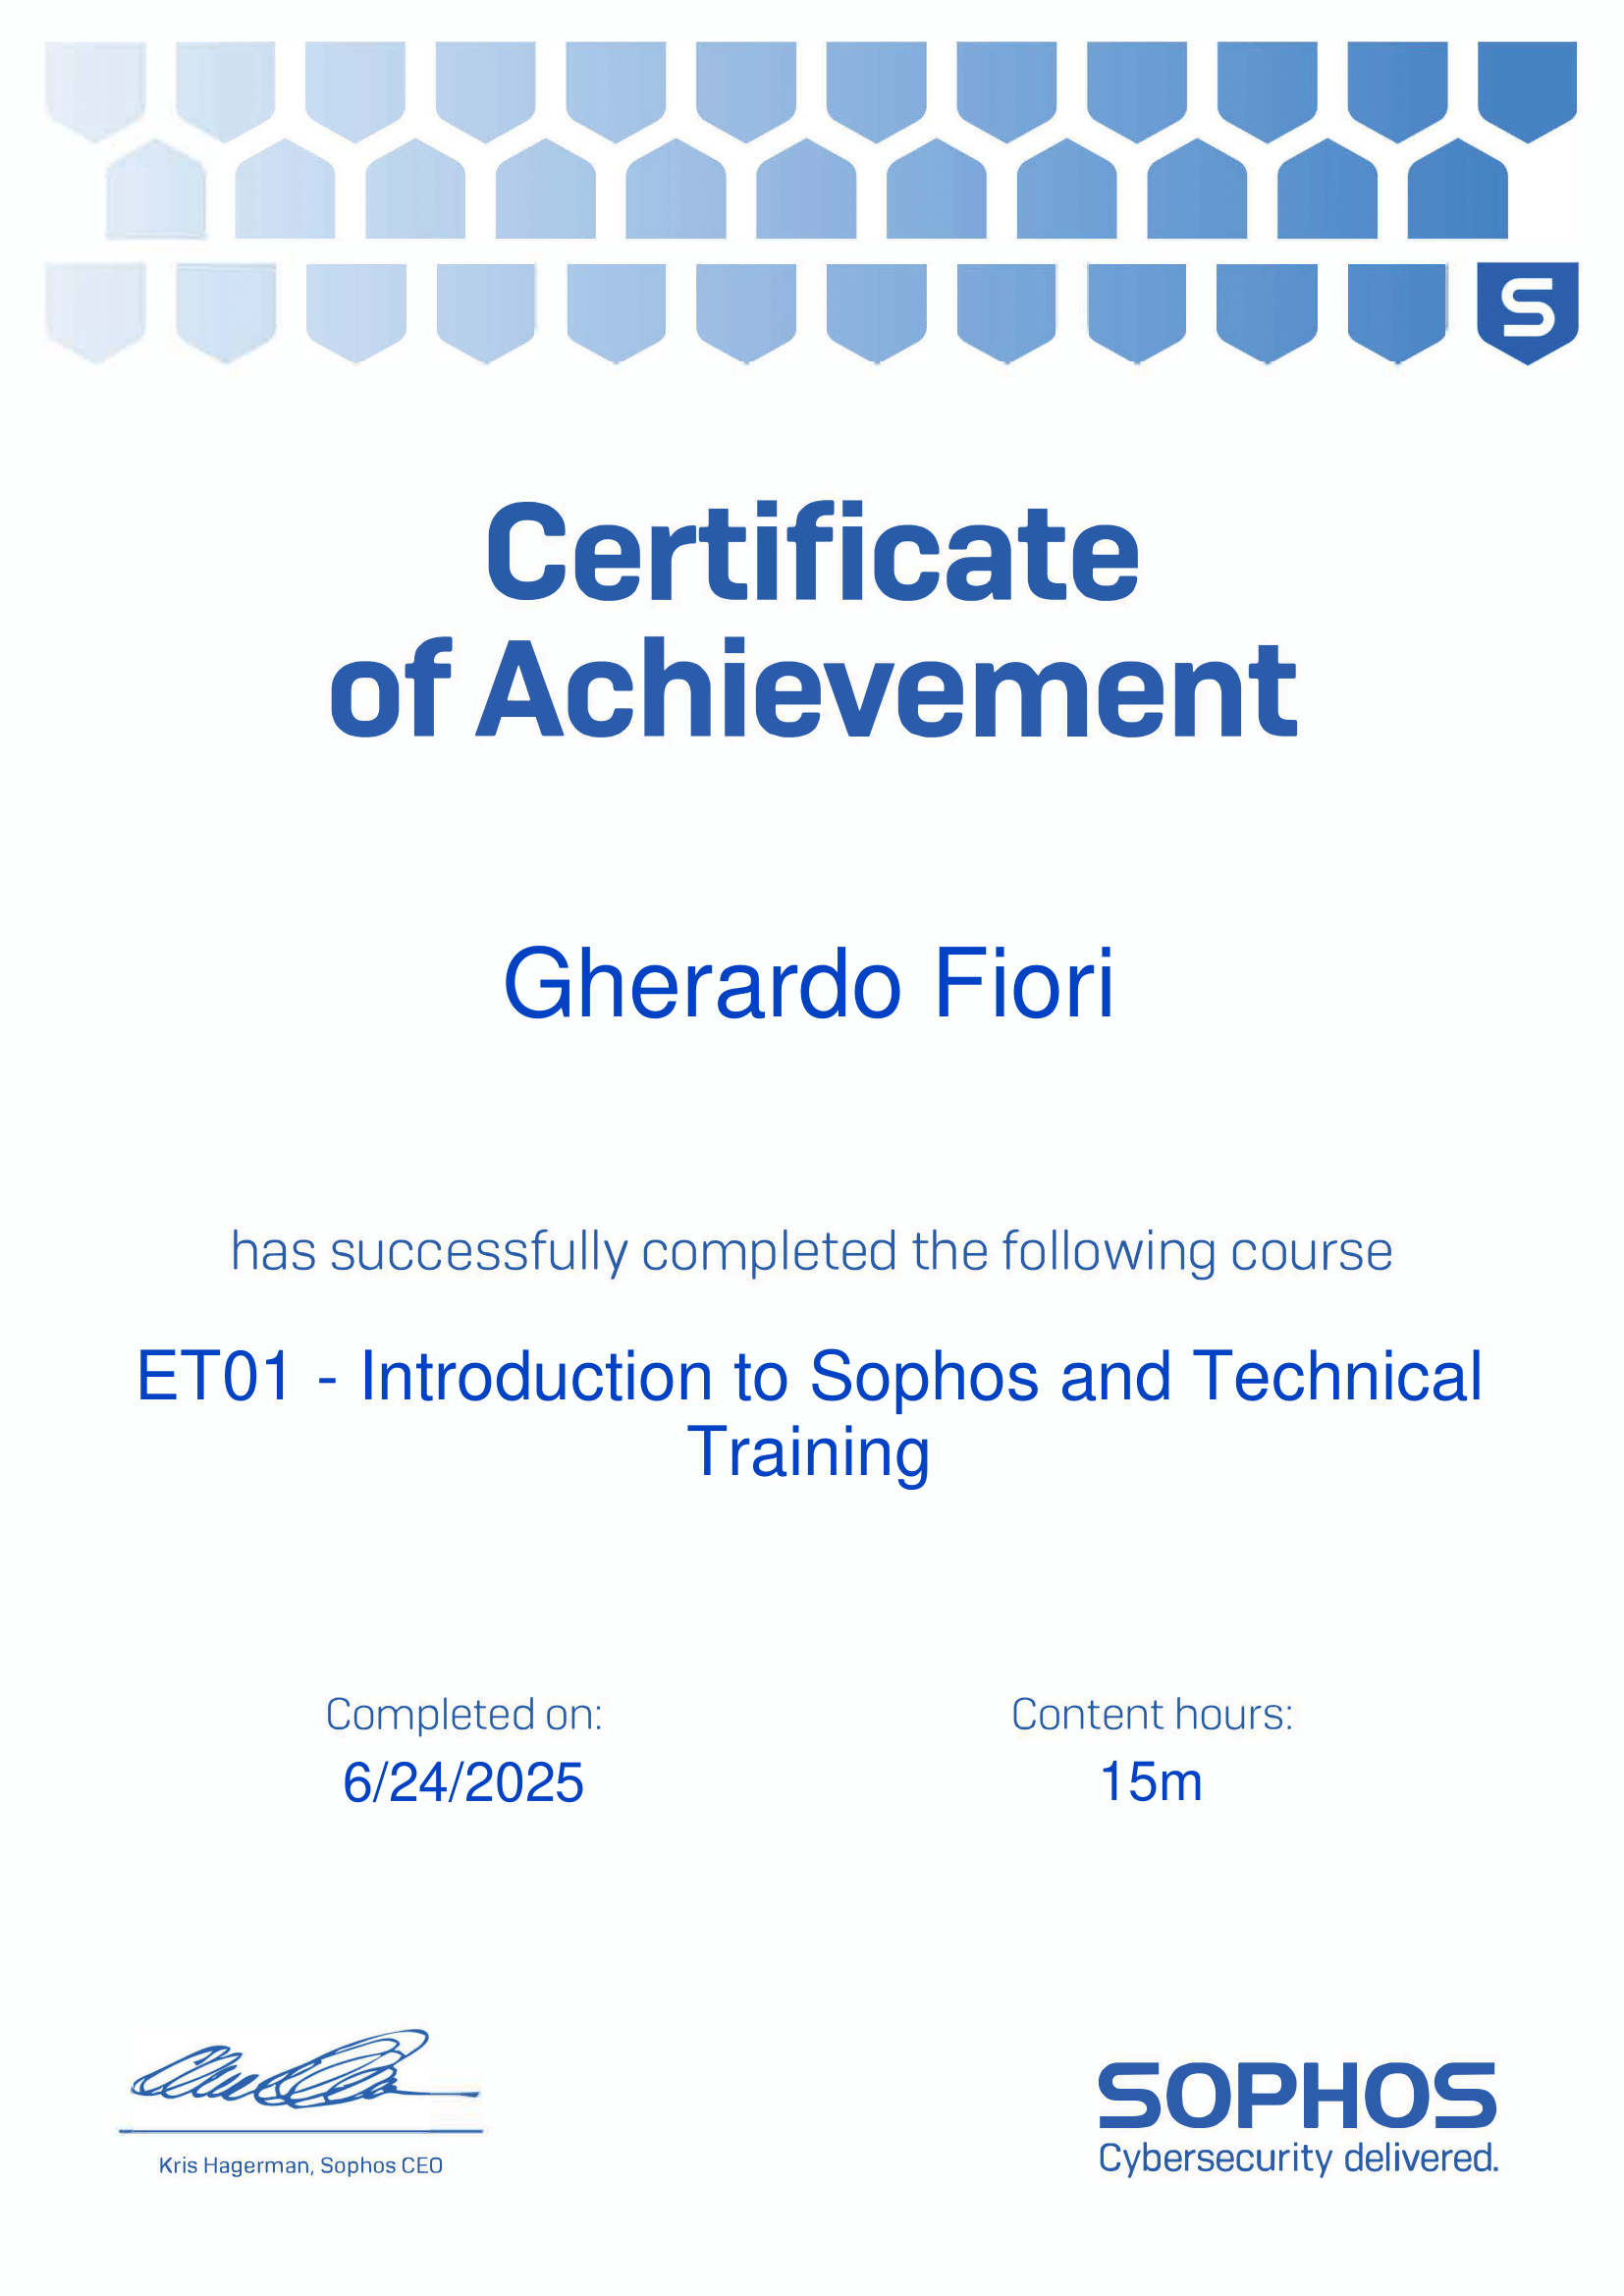 S
Certificate
of Achievement
Gherardo Fiori
has successfully completed the following course
ET01 - Introduction to Sophos and Technical
Training
Completed on:
Content hours:
6/24/2025
15m
Kris Hagerman, Sophos CEO
SOPHOS
Cybersecurity delivered.